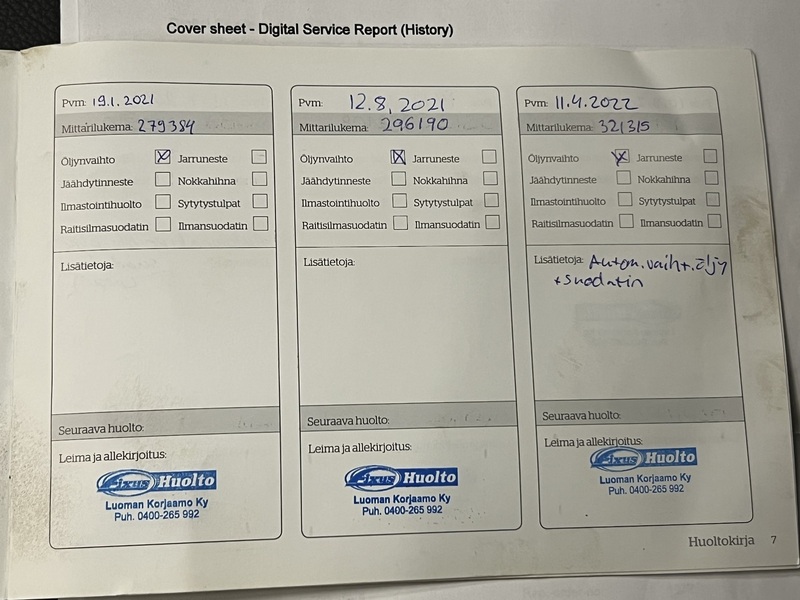 Cover sheet - Digital Service Report (History)
Pvm: 19.1.2021
Mittarilukema: 279384
Öljynvaihto Jarruneste
Jäähdytinneste Nokkahihna
Ilmastointihuolto Sytytystulpat
Raitisilmasuodatin Ilmansuodatin
Lisätietoja:
Seuraava huolto:
Leima ja allekirjoitus:
Fixus Huolto
Luoman Korjaamo Ky
Puh. 0400-265 992
Pvm: 12.8.2021
Mittarilukema: 296190
Öljynvaihto Jarruneste
Jäähdytinneste Nokkahihna
Ilmastointihuolto Sytytystulpat
Raitisilmasuodatin Ilmansuodatin
Lisätietoja:
Seuraava huolto:
Leima ja allekirjoitus:
Fixus Huolto
Luoman Korjaamo Ky
Puh. 0400-265 992
Pvm: 11.4.2022
Mittarilukema: 321315
Öljynvaihto Jarruneste
Jäähdytinneste Nokkahihna
Ilmastointihuolto Sytytystulpat
Raitisilmasuodatin Ilmansuodatin
Lisätietoja: Autom.vaiht.öljy
+suodatin
Seuraava huolto:
Leima ja allekirjoitus:
Fixus Huolto
Luoman Korjaamo Ky
Puh. 0400-265 992
Huoltokirja 7